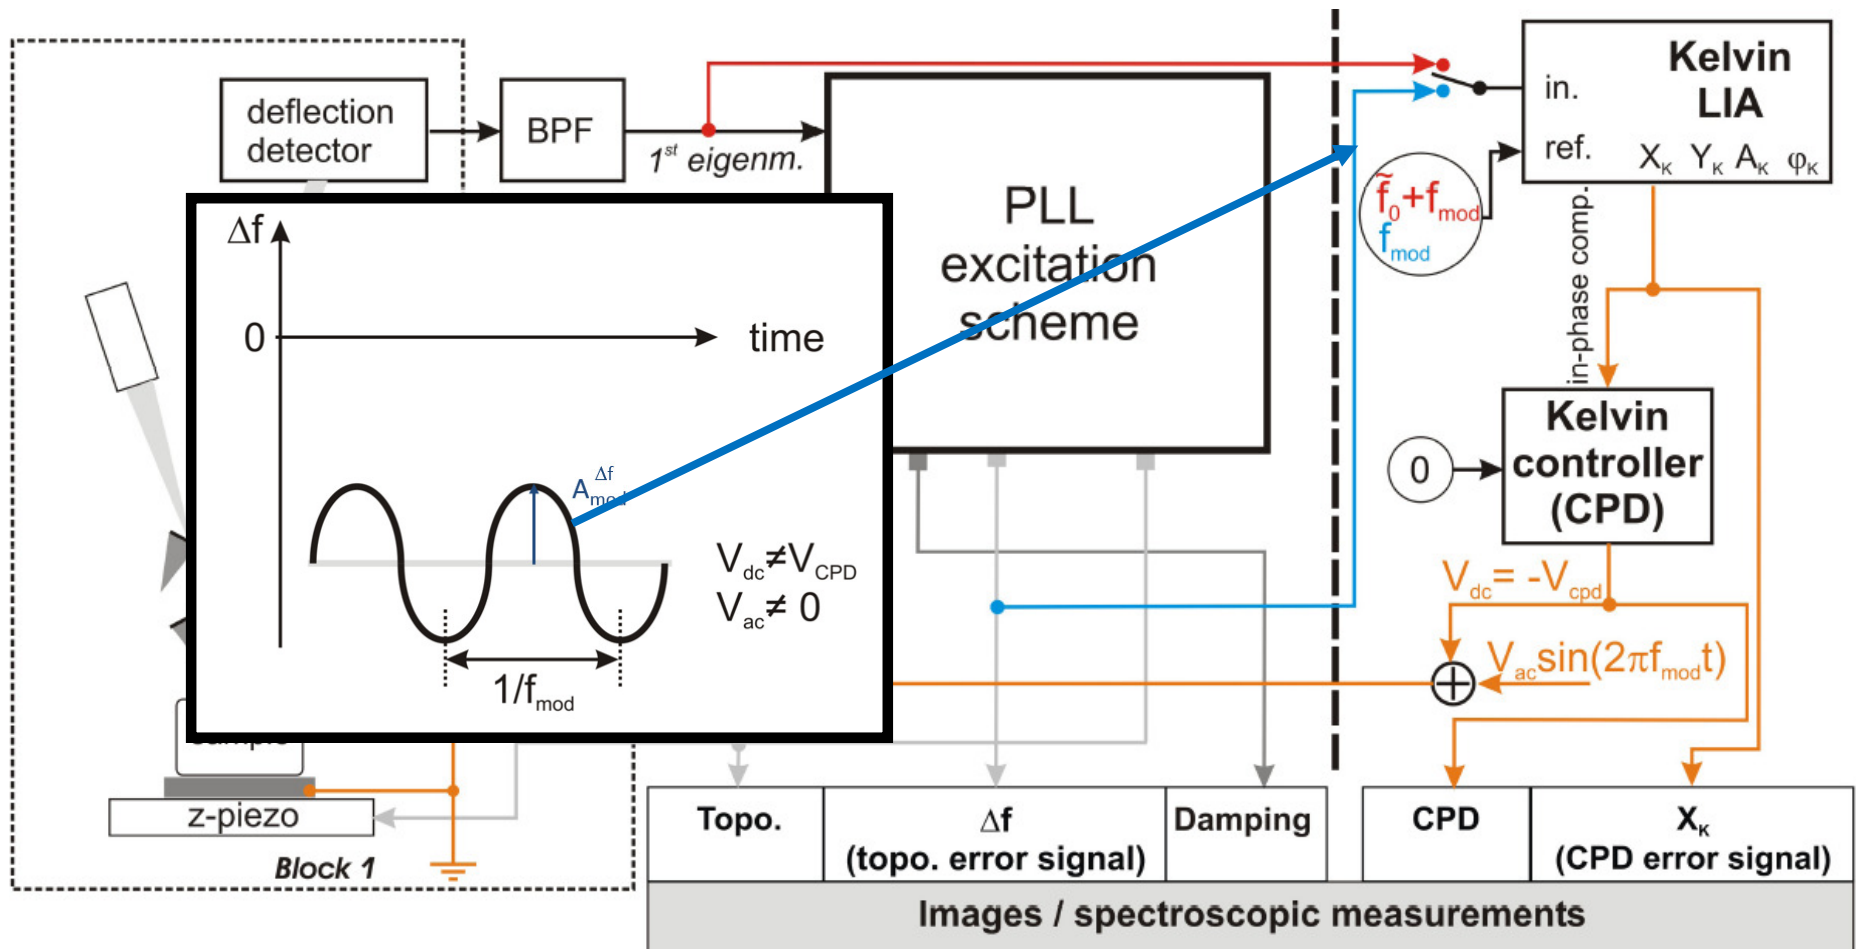 deflection
detector
BPF
1st eigenm.
PLL
excitation
scheme
Kelvin
LIA
in.
ref.
XK YK AK φK
f̃0+fmod
fmod
in-phase comp.
Kelvin
controller
(CPD)
0
Vdc= -Vcpd
Vacsin(2πfmodt)
Δf
0
time
AmodΔf
Vdc≠VCPD
Vac≠ 0
1/fmod
sample
z-piezo
Block 1
Topo.
Δf
(topo. error signal)
Damping
CPD
XK
(CPD error signal)
Images / spectroscopic measurements